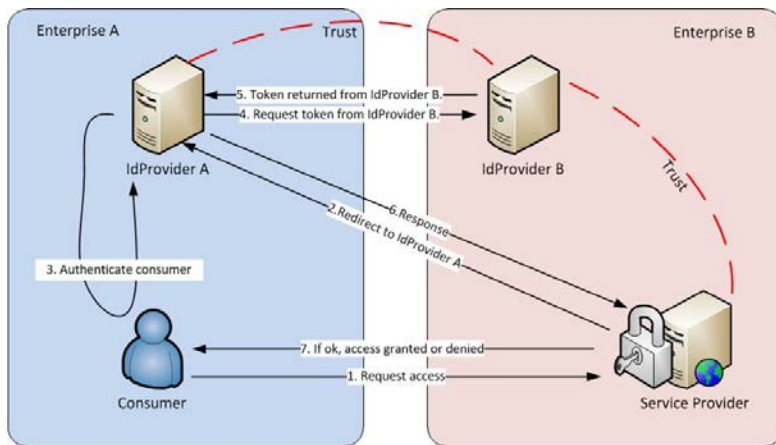 Enterprise A
Trust
Enterprise B
5. Token returned from IdProvider B.
4. Request token from IdProvider B.
IdProvider A
IdProvider B
Trust
6.Response
2.Redirect to IdProvider A
3. Authenticate consumer
7. If ok, access granted or denied
1. Request access
Consumer
Service Provider